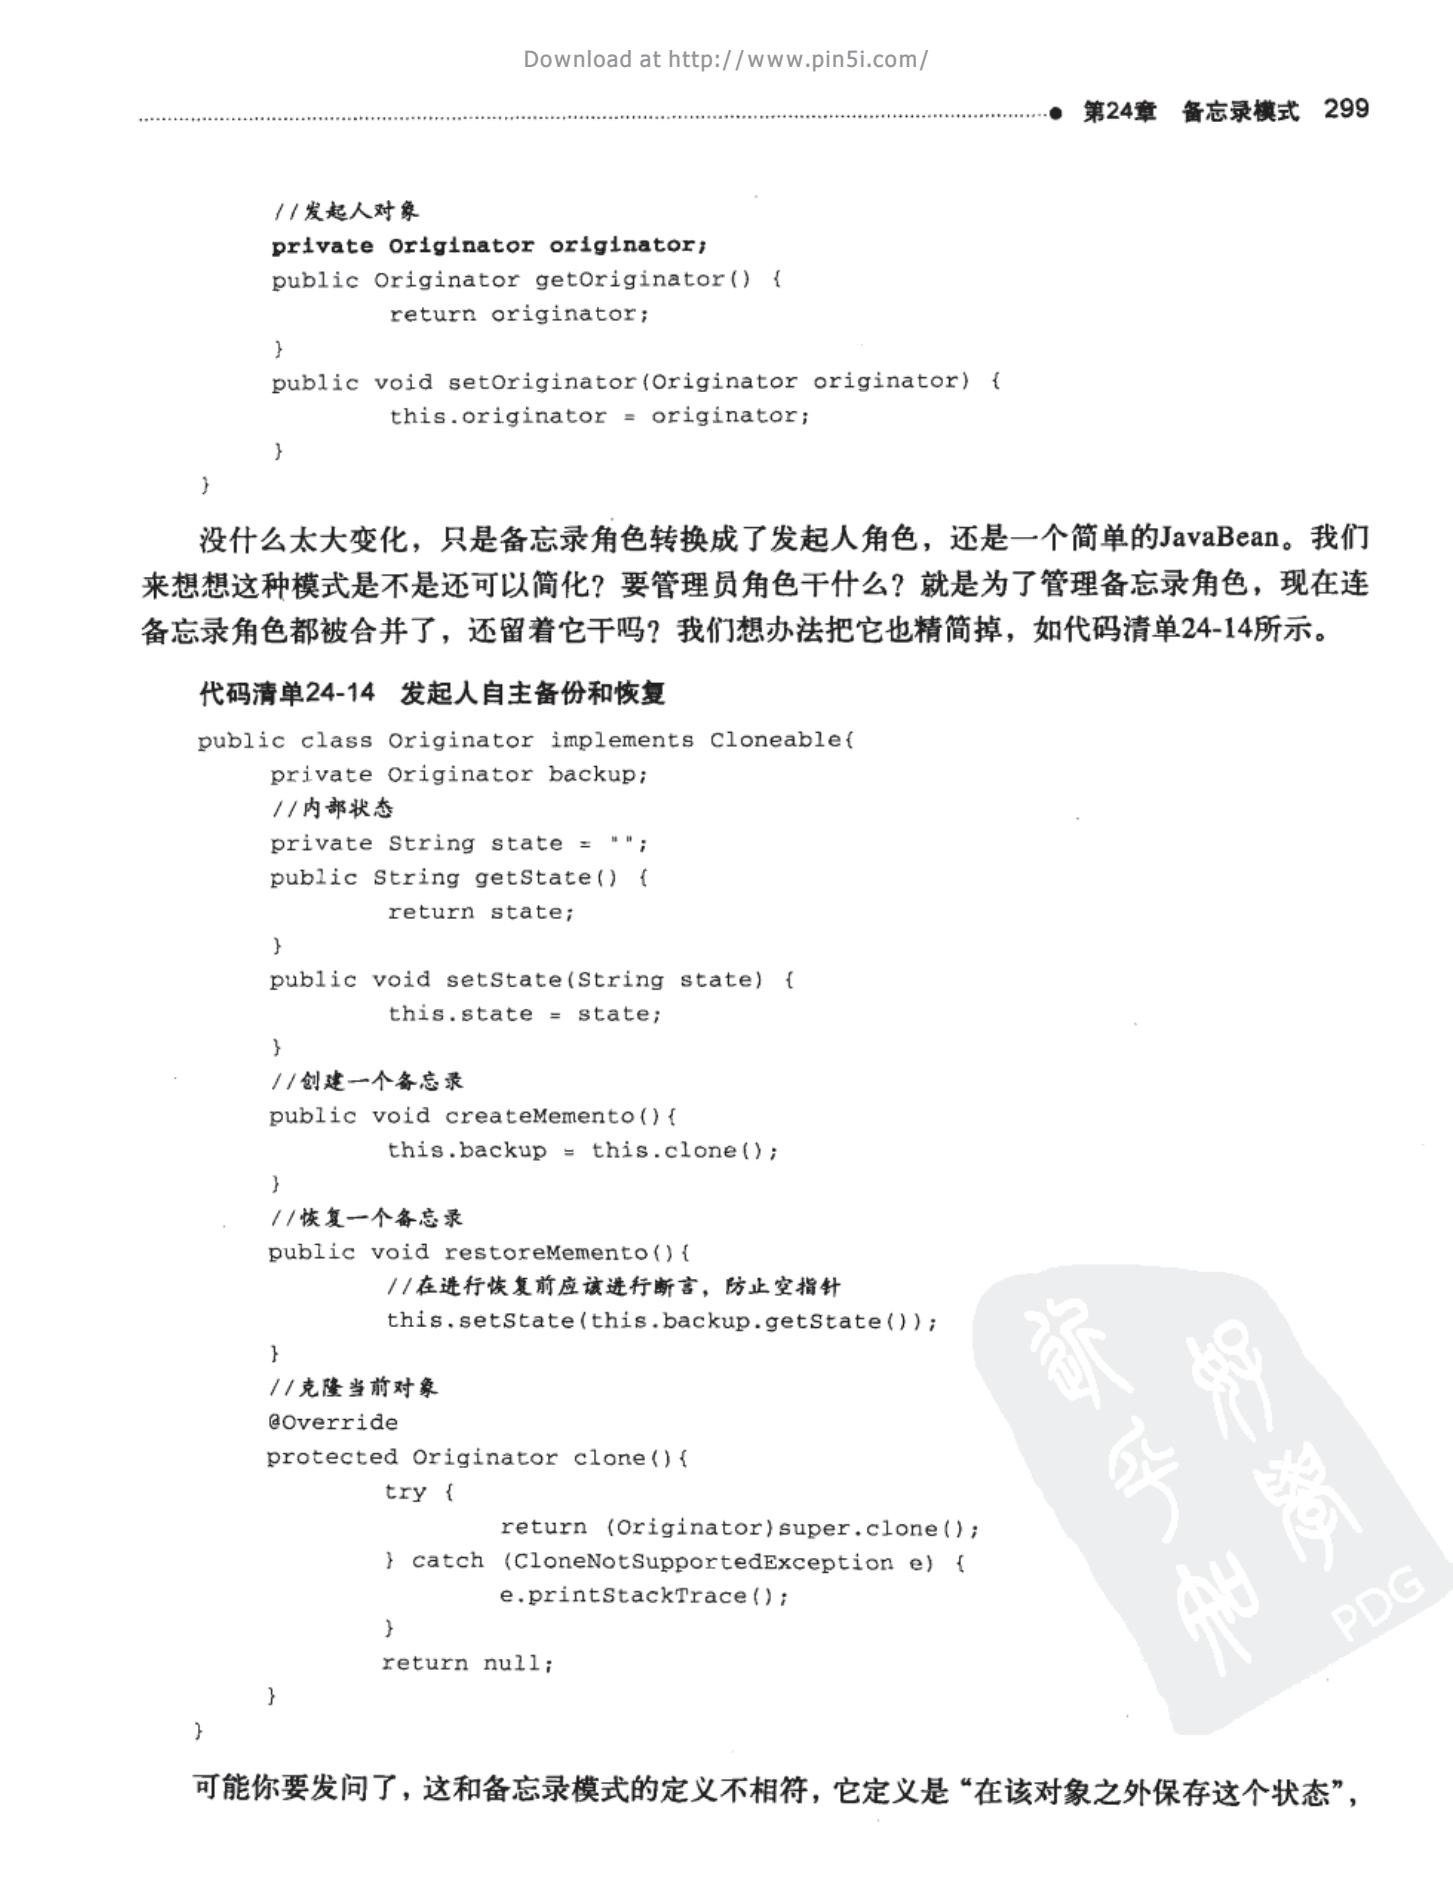 Download at http://www.pin5i.com/
第24章 备忘录模式 299
//发起人对象
private Originator originator;
public Originator getOriginator() {
return originator;
}
public void setOriginator(Originator originator) {
this.originator = originator;
}
}
没什么太大变化，只是备忘录角色转换成了发起人角色，还是一个简单的JavaBean。我们
来想想这种模式是不是还可以简化？要管理员角色干什么？就是为了管理备忘录角色，现在连
备忘录角色都被合并了，还留着它干吗？我们想办法把它也精简掉，如代码清单24-14所示。
代码清单24-14 发起人自主备份和恢复
public class Originator implements Cloneable{
private Originator backup;
//内部状态
private String state = "";
public String getState() {
return state;
}
public void setState(String state) {
this.state = state;
}
//创建一个备忘录
public void createMemento(){
this.backup = this.clone();
}
//恢复一个备忘录
public void restoreMemento(){
//在进行恢复前应该进行断言，防止空指针
this.setState(this.backup.getState());
}
//克隆当前对象
@Override
protected Originator clone(){
try {
return (Originator)super.clone();
} catch (CloneNotSupportedException e) {
e.printStackTrace();
}
return null;
}
}
PDG
可能你要发问了，这和备忘录模式的定义不相符，它定义是“在该对象之外保存这个状态”，